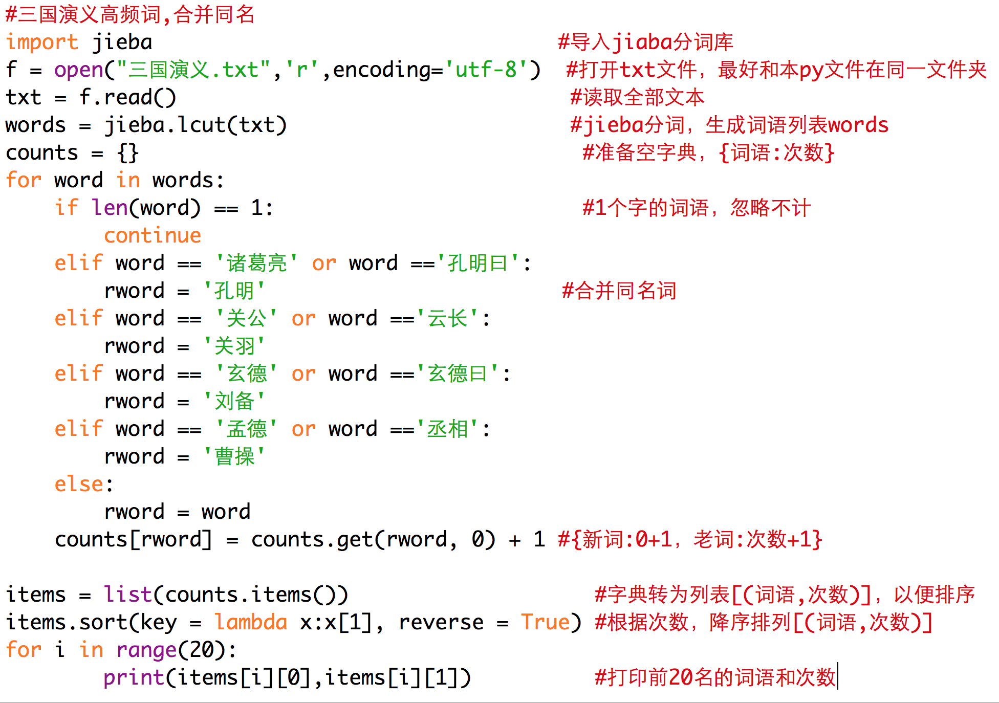 #三国演义高频词,合并同名
import jieba #导入jiaba分词库
f = open("三国演义.txt",'r',encoding='utf-8') #打开txt文件，最好和本py文件在同一文件夹
txt = f.read() #读取全部文本
words = jieba.lcut(txt) #jieba分词，生成词语列表words
counts = {} #准备空字典，{词语:次数}
for word in words:
    if len(word) == 1: #1个字的词语，忽略不计
        continue
    elif word == '诸葛亮' or word =='孔明曰':
        rword = '孔明' #合并同名词
    elif word == '关公' or word =='云长':
        rword = '关羽'
    elif word == '玄德' or word =='玄德曰':
        rword = '刘备'
    elif word == '孟德' or word =='丞相':
        rword = '曹操'
    else:
        rword = word
    counts[rword] = counts.get(rword, 0) + 1 #{新词:0+1，老词:次数+1}
items = list(counts.items()) #字典转为列表[(词语,次数)]，以便排序
items.sort(key = lambda x:x[1], reverse = True) #根据次数，降序排列[(词语,次数)]
for i in range(20):
        print(items[i][0],items[i][1]) #打印前20名的词语和次数